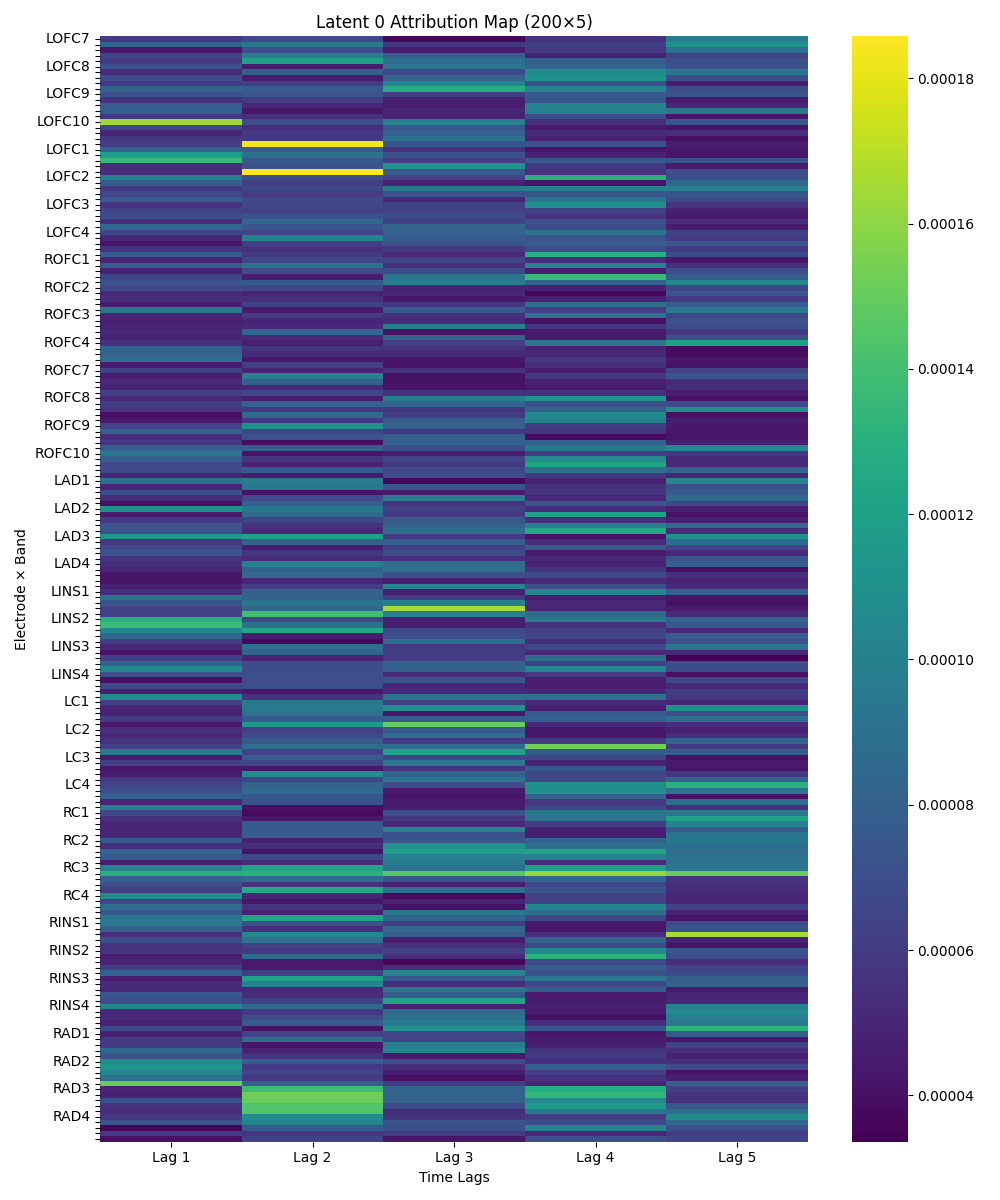 Latent 0 Attribution Map (200×5)
LOFC7
LOFC8
LOFC9
LOFC10
LOFC1
LOFC2
LOFC3
LOFC4
ROFC1
ROFC2
ROFC3
ROFC4
ROFC7
ROFC8
ROFC9
ROFC10
LAD1
LAD2
LAD3
LAD4
LINS1
LINS2
LINS3
LINS4
LC1
LC2
LC3
LC4
RC1
RC2
RC3
RC4
RINS1
RINS2
RINS3
RINS4
RAD1
RAD2
RAD3
RAD4
Electrode × Band
Lag 1 Lag 2 Lag 3 Lag 4 Lag 5
Time Lags
0.00018
0.00016
0.00014
0.00012
0.00010
0.00008
0.00006
0.00004